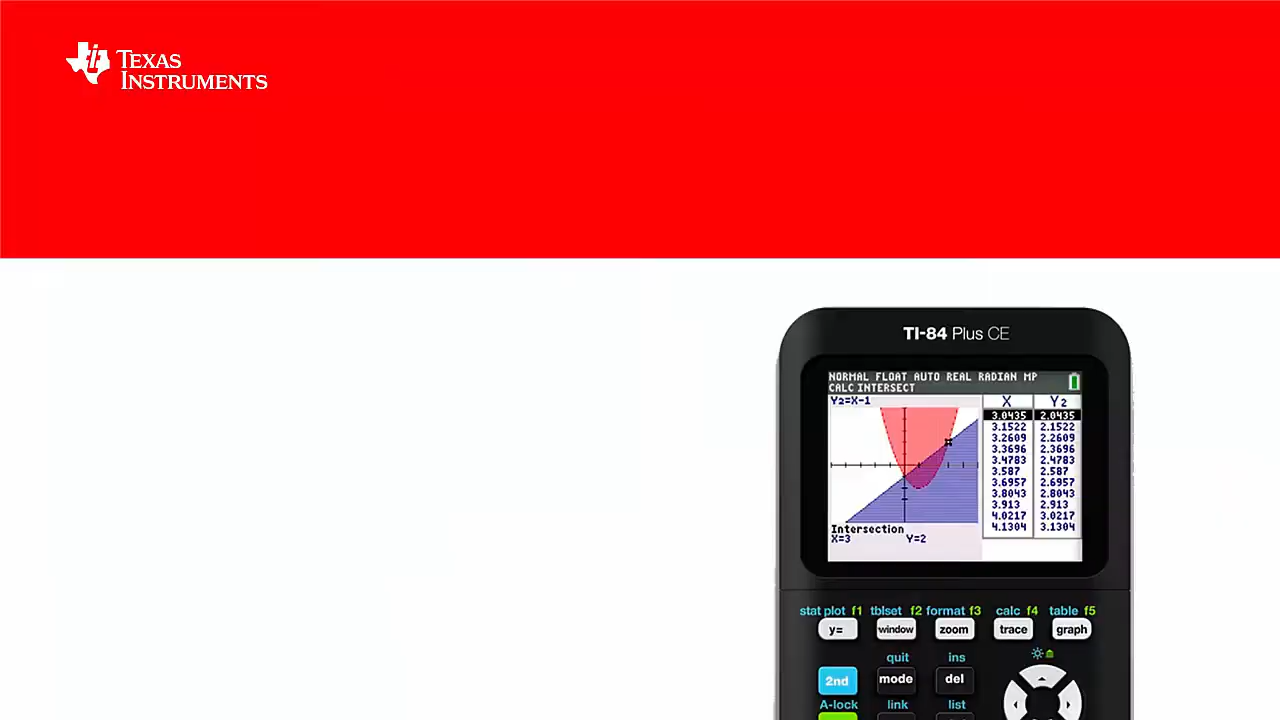 TEXAS
INSTRUMENTS
TI-84 Plus CE
NORMAL FLOAT AUTO REAL RADIAN MP
CALC INTERSECT
Y2=X-1
X Y2
3.0435 2.0435
3.1522 2.1522
3.2609 2.2609
3.3696 2.3696
3.4783 2.4783
3.587 2.587
3.6957 2.6957
3.8043 2.8043
3.913 2.913
4.0217 3.0217
4.1304 3.1304
Intersection
X=3 Y=2
stat plot f1 tblset f2 format f3 calc f4 table f5
y= window zoom trace graph
quit ins
2nd mode del
A-lock link list